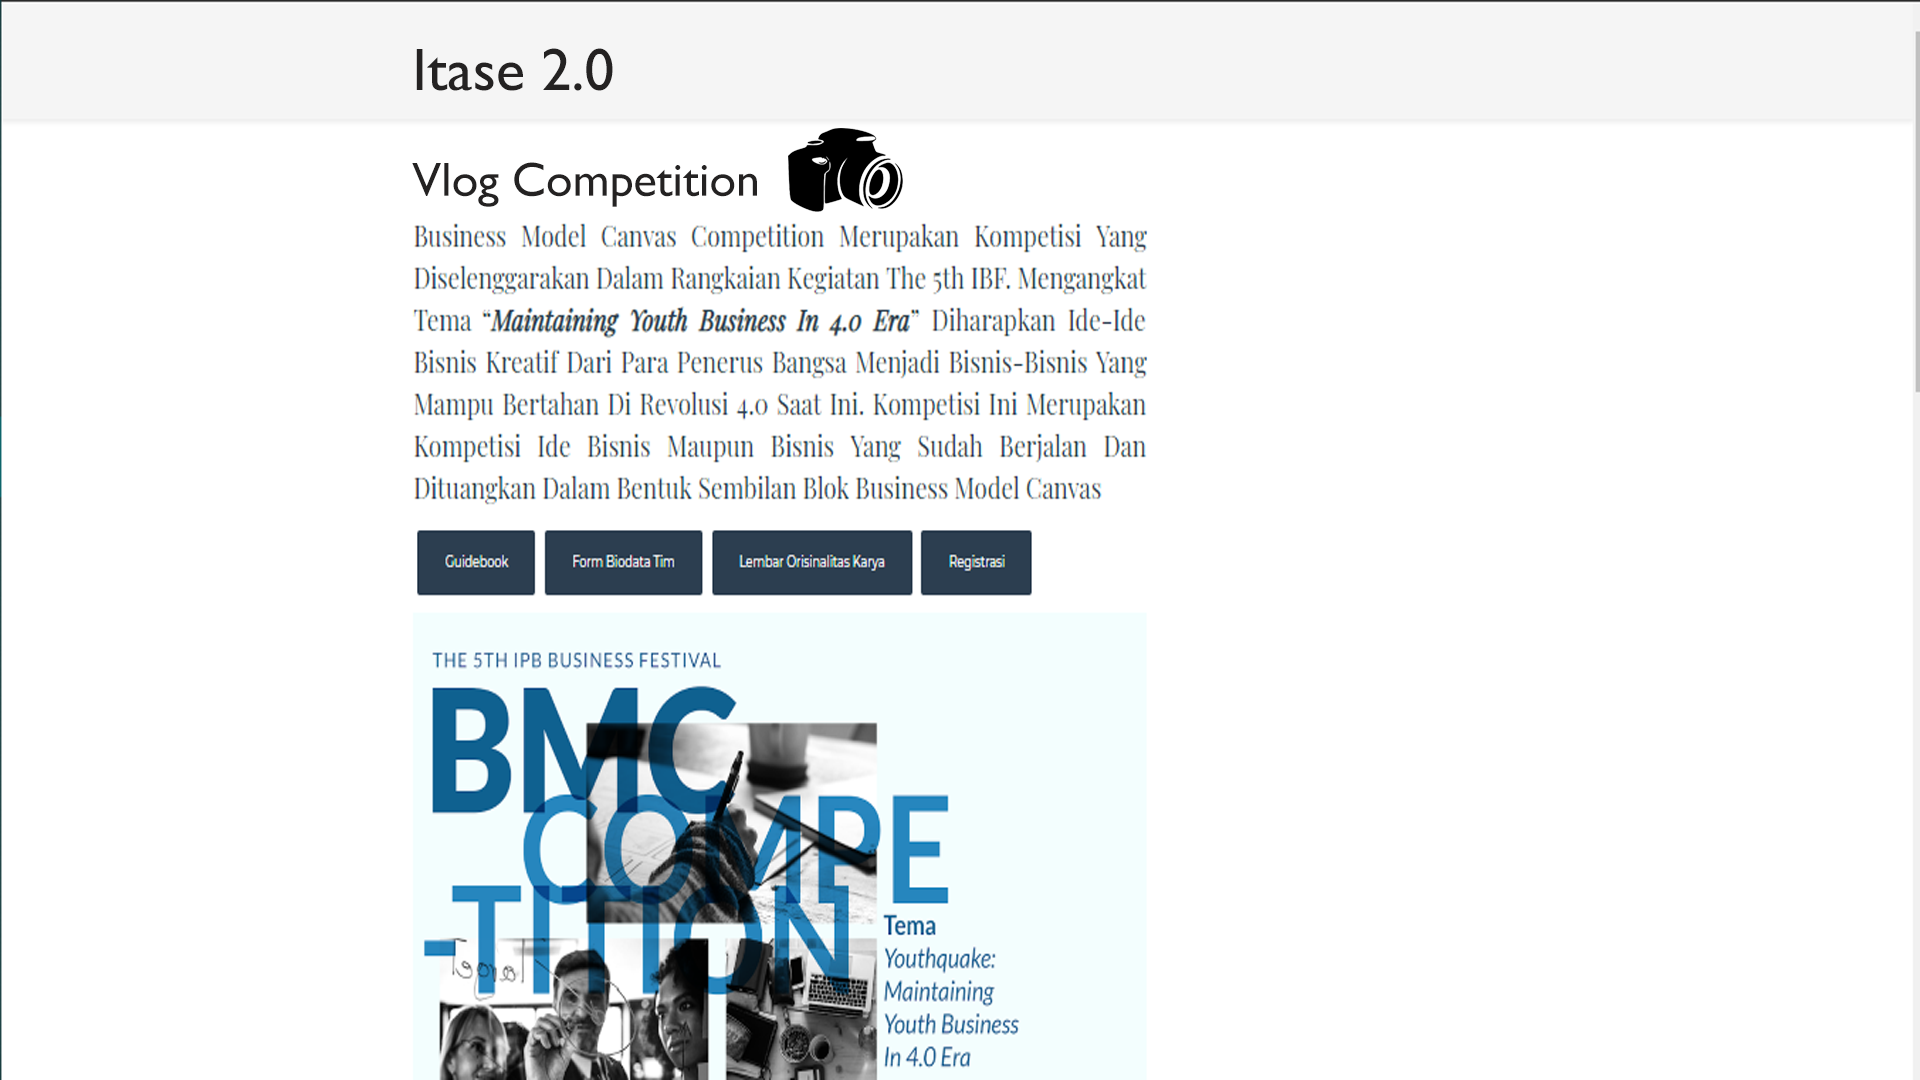 Itase 2.0
Vlog Competition
Business Model Canvas Competition Merupakan Kompetisi Yang
Diselenggarakan Dalam Rangkaian Kegiatan The 5th IBF. Mengangkat
Tema “Maintaining Youth Business In 4.0 Era” Diharapkan Ide-Ide
Bisnis Kreatif Dari Para Penerus Bangsa Menjadi Bisnis-Bisnis Yang
Mampu Bertahan Di Revolusi 4.0 Saat Ini. Kompetisi Ini Merupakan
Kompetisi Ide Bisnis Maupun Bisnis Yang Sudah Berjalan Dan
Dituangkan Dalam Bentuk Sembilan Blok Business Model Canvas
Guidebook
Form Biodata Tim
Lembar Orisinalitas Karya
Registrasi
THE 5TH IPB BUSINESS FESTIVAL
BMC
COMPE
-TITION
Tema
Youthquake:
Maintaining
Youth Business
In 4.0 Era